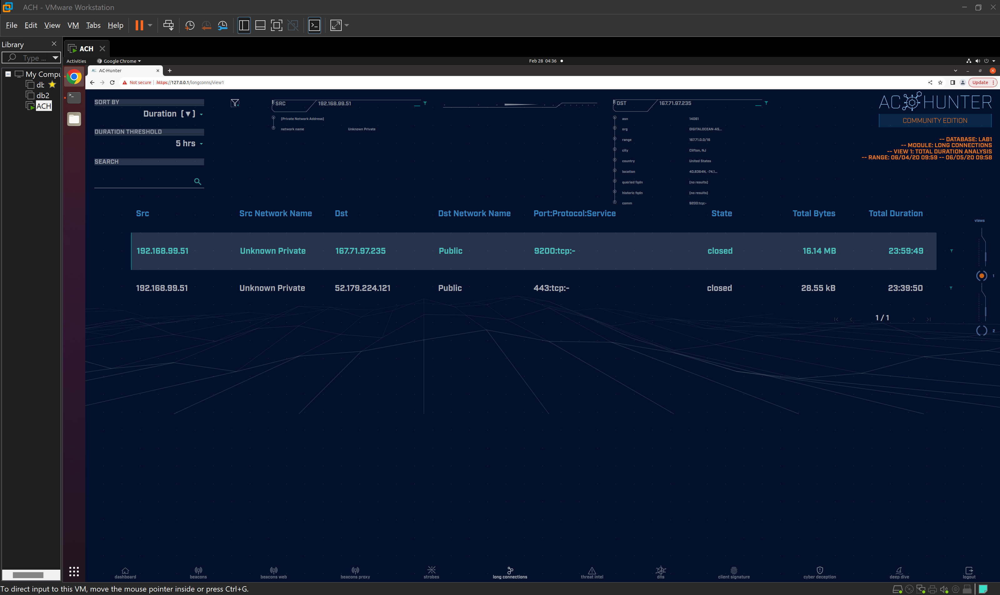 ACH - VMware Workstation
File Edit View VM Tabs Help
Library
Type ...
My Compu
db
db2
ACH
ACH
Activities Google Chrome Feb 28 04:36
AC-Hunter
Not secure https://127.0.0.1/longconns/view1 Update
SORT BY
Duration [▼]
DURATION THRESHOLD
5 hrs
SEARCH
SRC 192.168.99.51
[Private Network Address]
network name Unknown Private
DST 167.71.97.235
asn 14061
org DIGITALOCEAN-AS...
range 167.71.0.0/16
city Clifton, NJ
country United States
location 40.8364N, -74.1...
queried fqdn [no results]
historic fqdn [no results]
comm 9200:tcp:-
AC HUNTER
COMMUNITY EDITION
-- DATABASE: LAB1
-- MODULE: LONG CONNECTIONS
-- VIEW 1: TOTAL DURATION ANALYSIS
-- RANGE: 06/04/20 09:59 -- 06/05/20 09:58
Src Src Network Name Dst Dst Network Name Port:Protocol:Service State Total Bytes Total Duration
192.168.99.51 Unknown Private 167.71.97.235 Public 9200:tcp:- closed 16.14 MB 23:59:49
192.168.99.51 Unknown Private 52.179.224.121 Public 443:tcp:- closed 28.55 kB 23:39:50
views
1
2
1 / 1
dashboard beacons beacons web beacons proxy strobes long connections threat intel dns client signature cyber deception deep dive logout
To direct input to this VM, move the mouse pointer inside or press Ctrl+G.